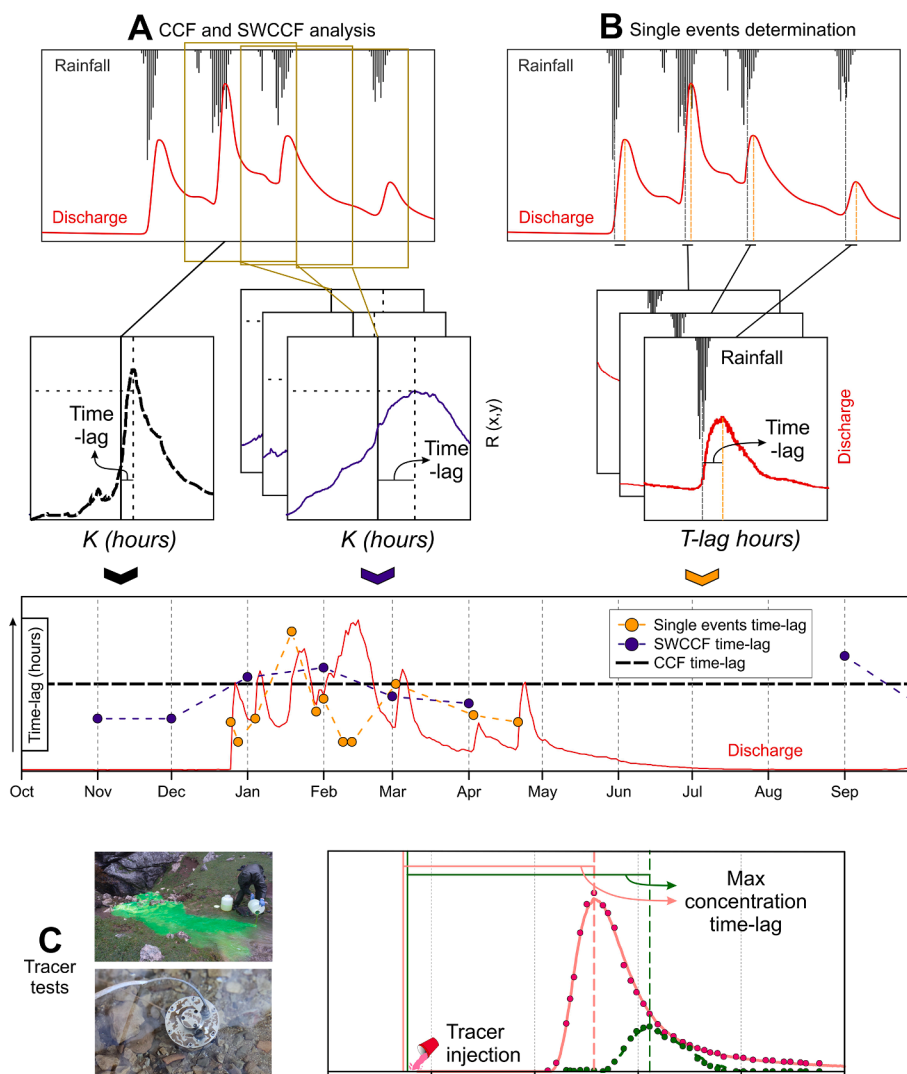 A CCF and SWCCF analysis
Rainfall
Discharge
B Single events determination
Rainfall
Discharge
Time
-lag
K (hours)
Time
-lag
R (x,y)
K (hours)
Rainfall
Time
-lag
Discharge
T-lag hours)
Time-lag (hours)
Single events time-lag
SWCCF time-lag
CCF time-lag
Discharge
Oct Nov Dec Jan Feb Mar Apr May Jun Jul Aug Sep
C
Tracer
tests
Max
concentration
time-lag
Tracer
injection